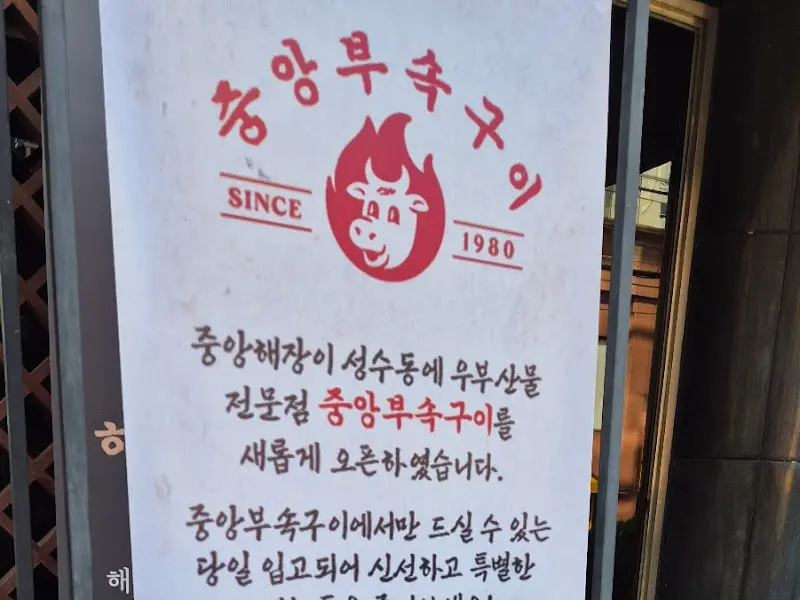 중앙부속구이
SINCE
1980
중앙해장이 성수동에 우부산물
전문점 중앙부속구이를
새롭게 오픈하였습니다.
중앙부속구이에서만 드실 수 있는
당일 입고되어 신선하고 특별한
해